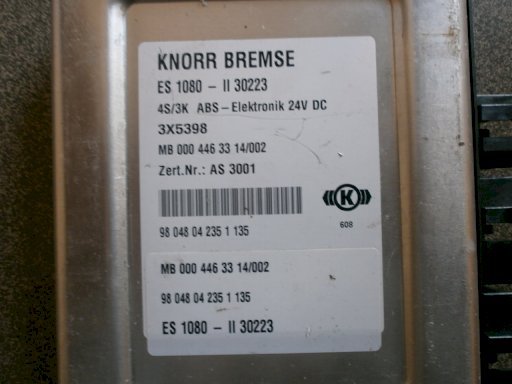 KNORR BREMSE
ES 1080 - II 30223
4S/3K ABS-Elektronik 24V DC
3X5398
MB 000 446 33 14/002
Zert.Nr.: AS 3001
K
608
98 048 04 235 1 135
MB 000 446 33 14/002
98 048 04 235 1 135
ES 1080 - II 30223